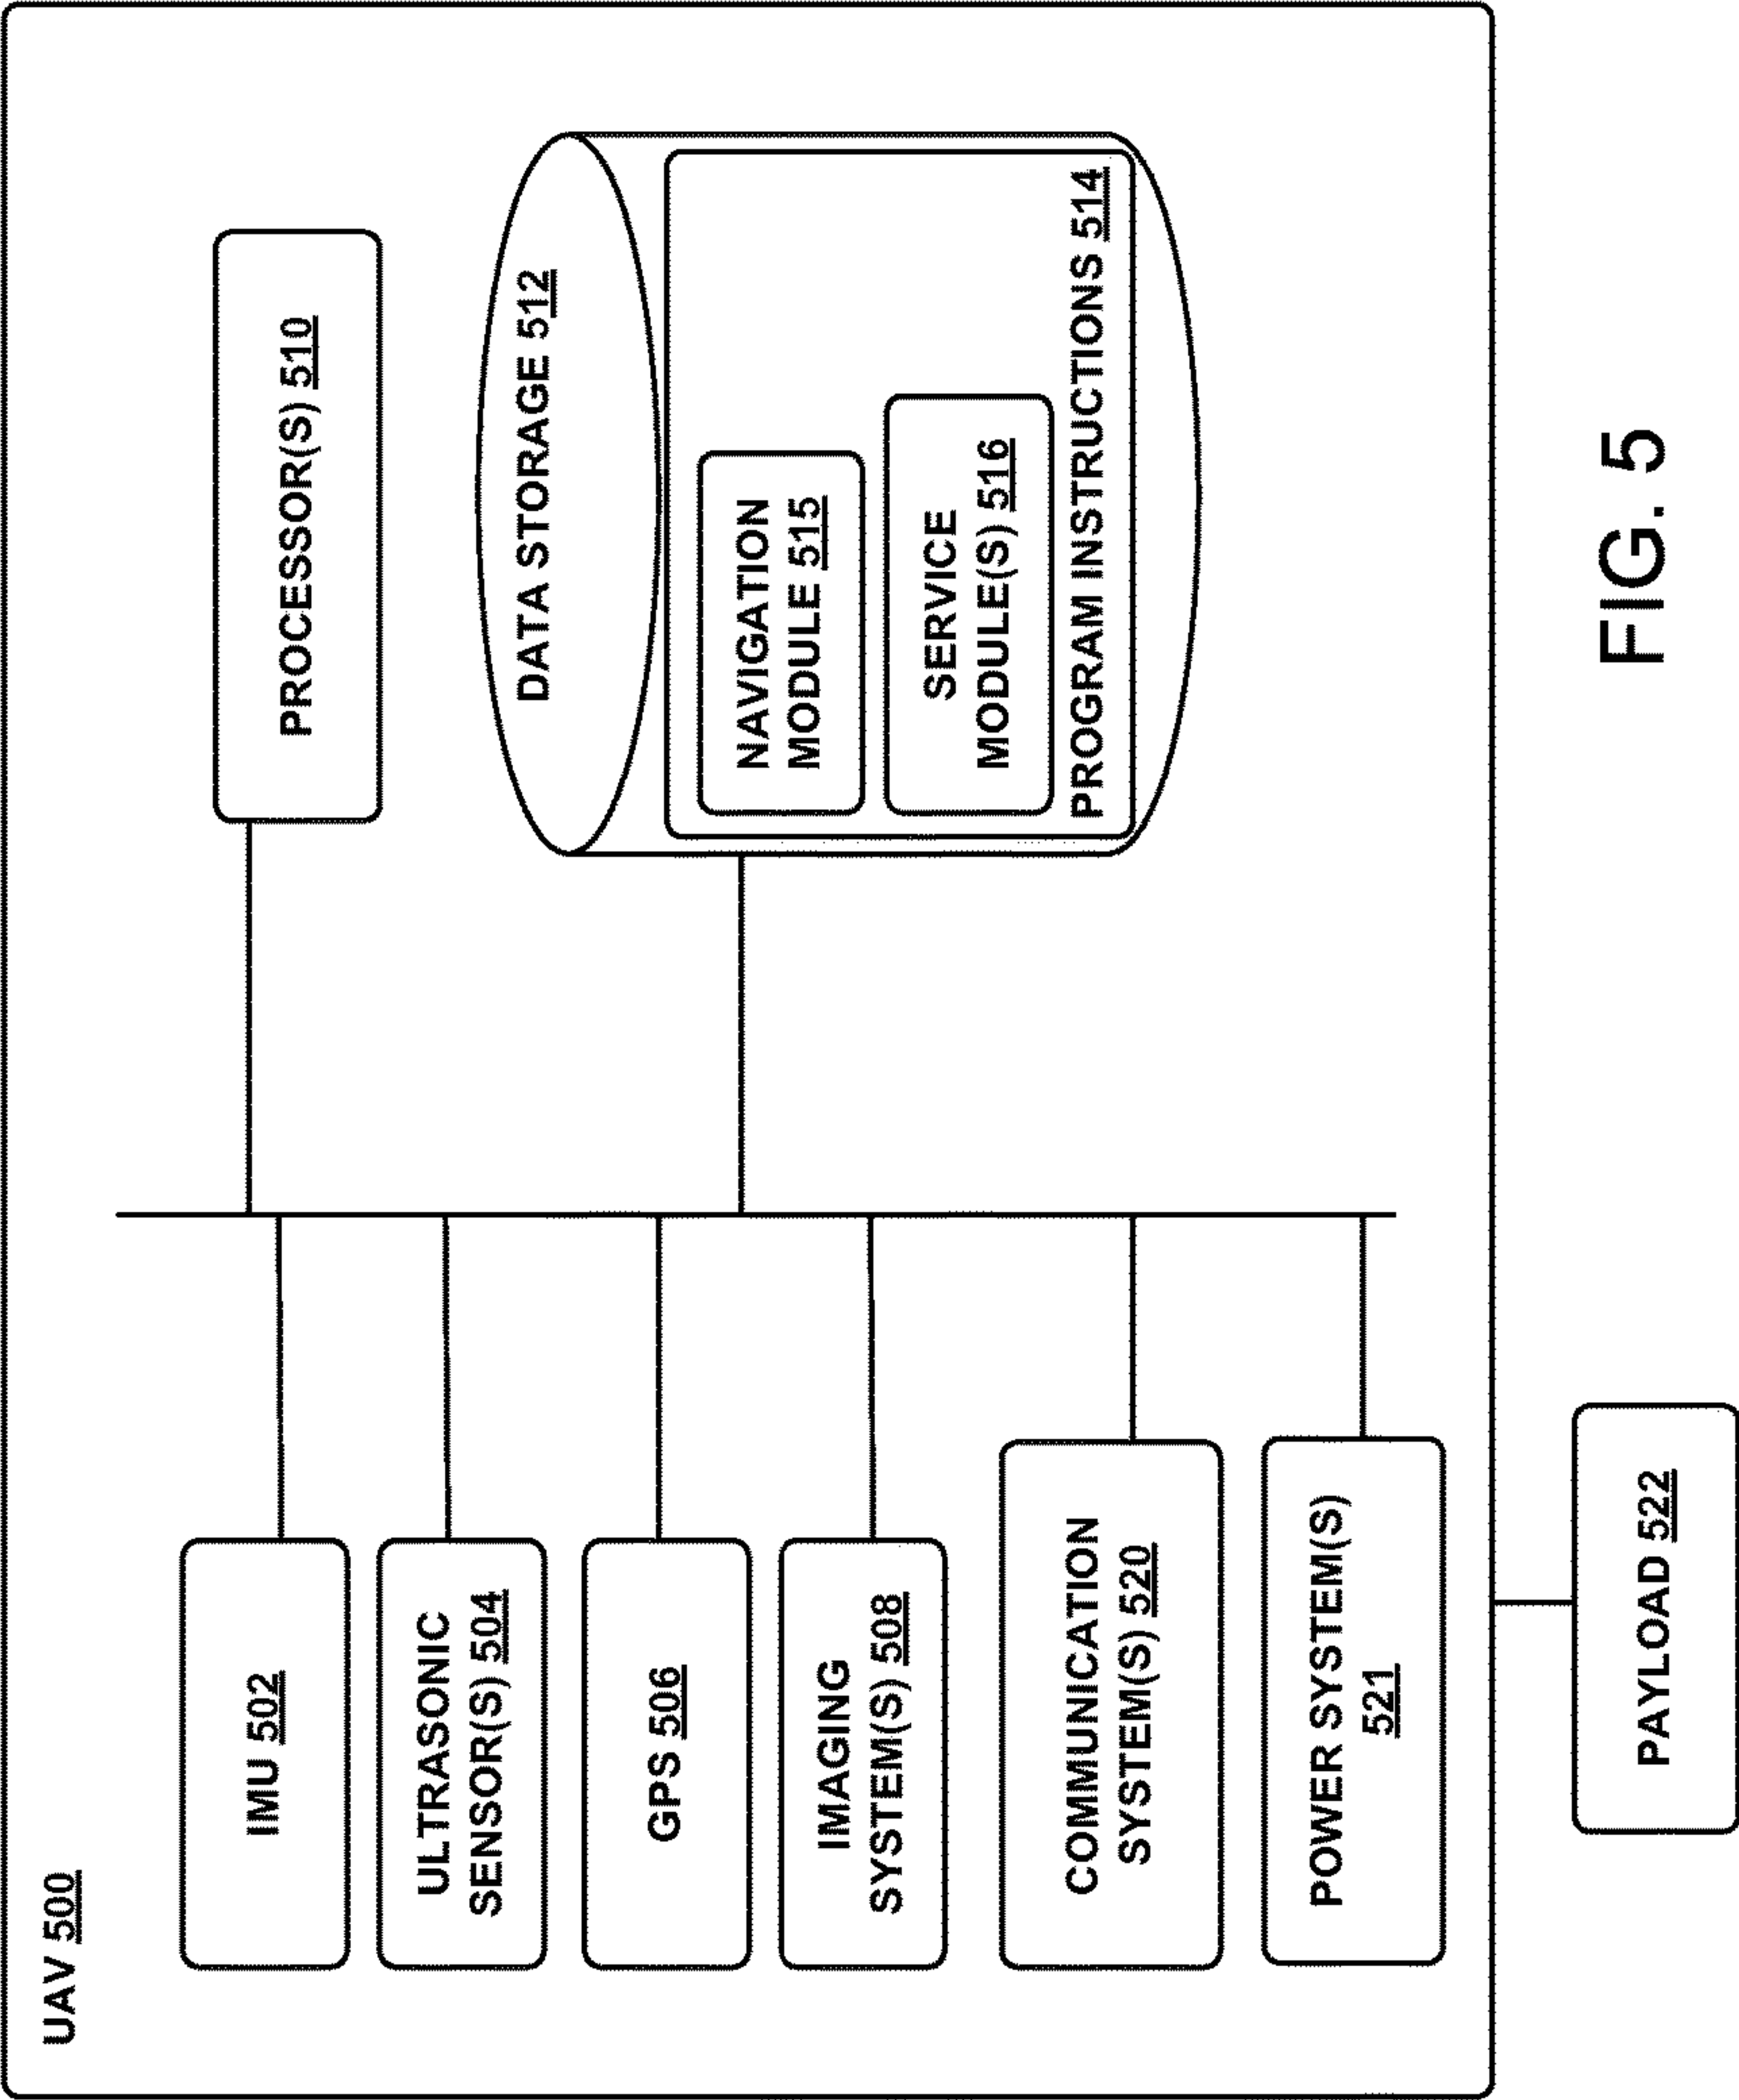 UAV 500
IMU 502
ULTRASONIC
SENSOR(S) 504
GPS 506
IMAGING
SYSTEM(S) 508
COMMUNICATION
SYSTEM(S) 520
POWER SYSTEM(S)
521
PROCESSOR(S) 510
DATA STORAGE 512
NAVIGATION
MODULE 515
SERVICE
MODULE(S) 516
PROGRAM INSTRUCTIONS 514
PAYLOAD 522
FIG. 5